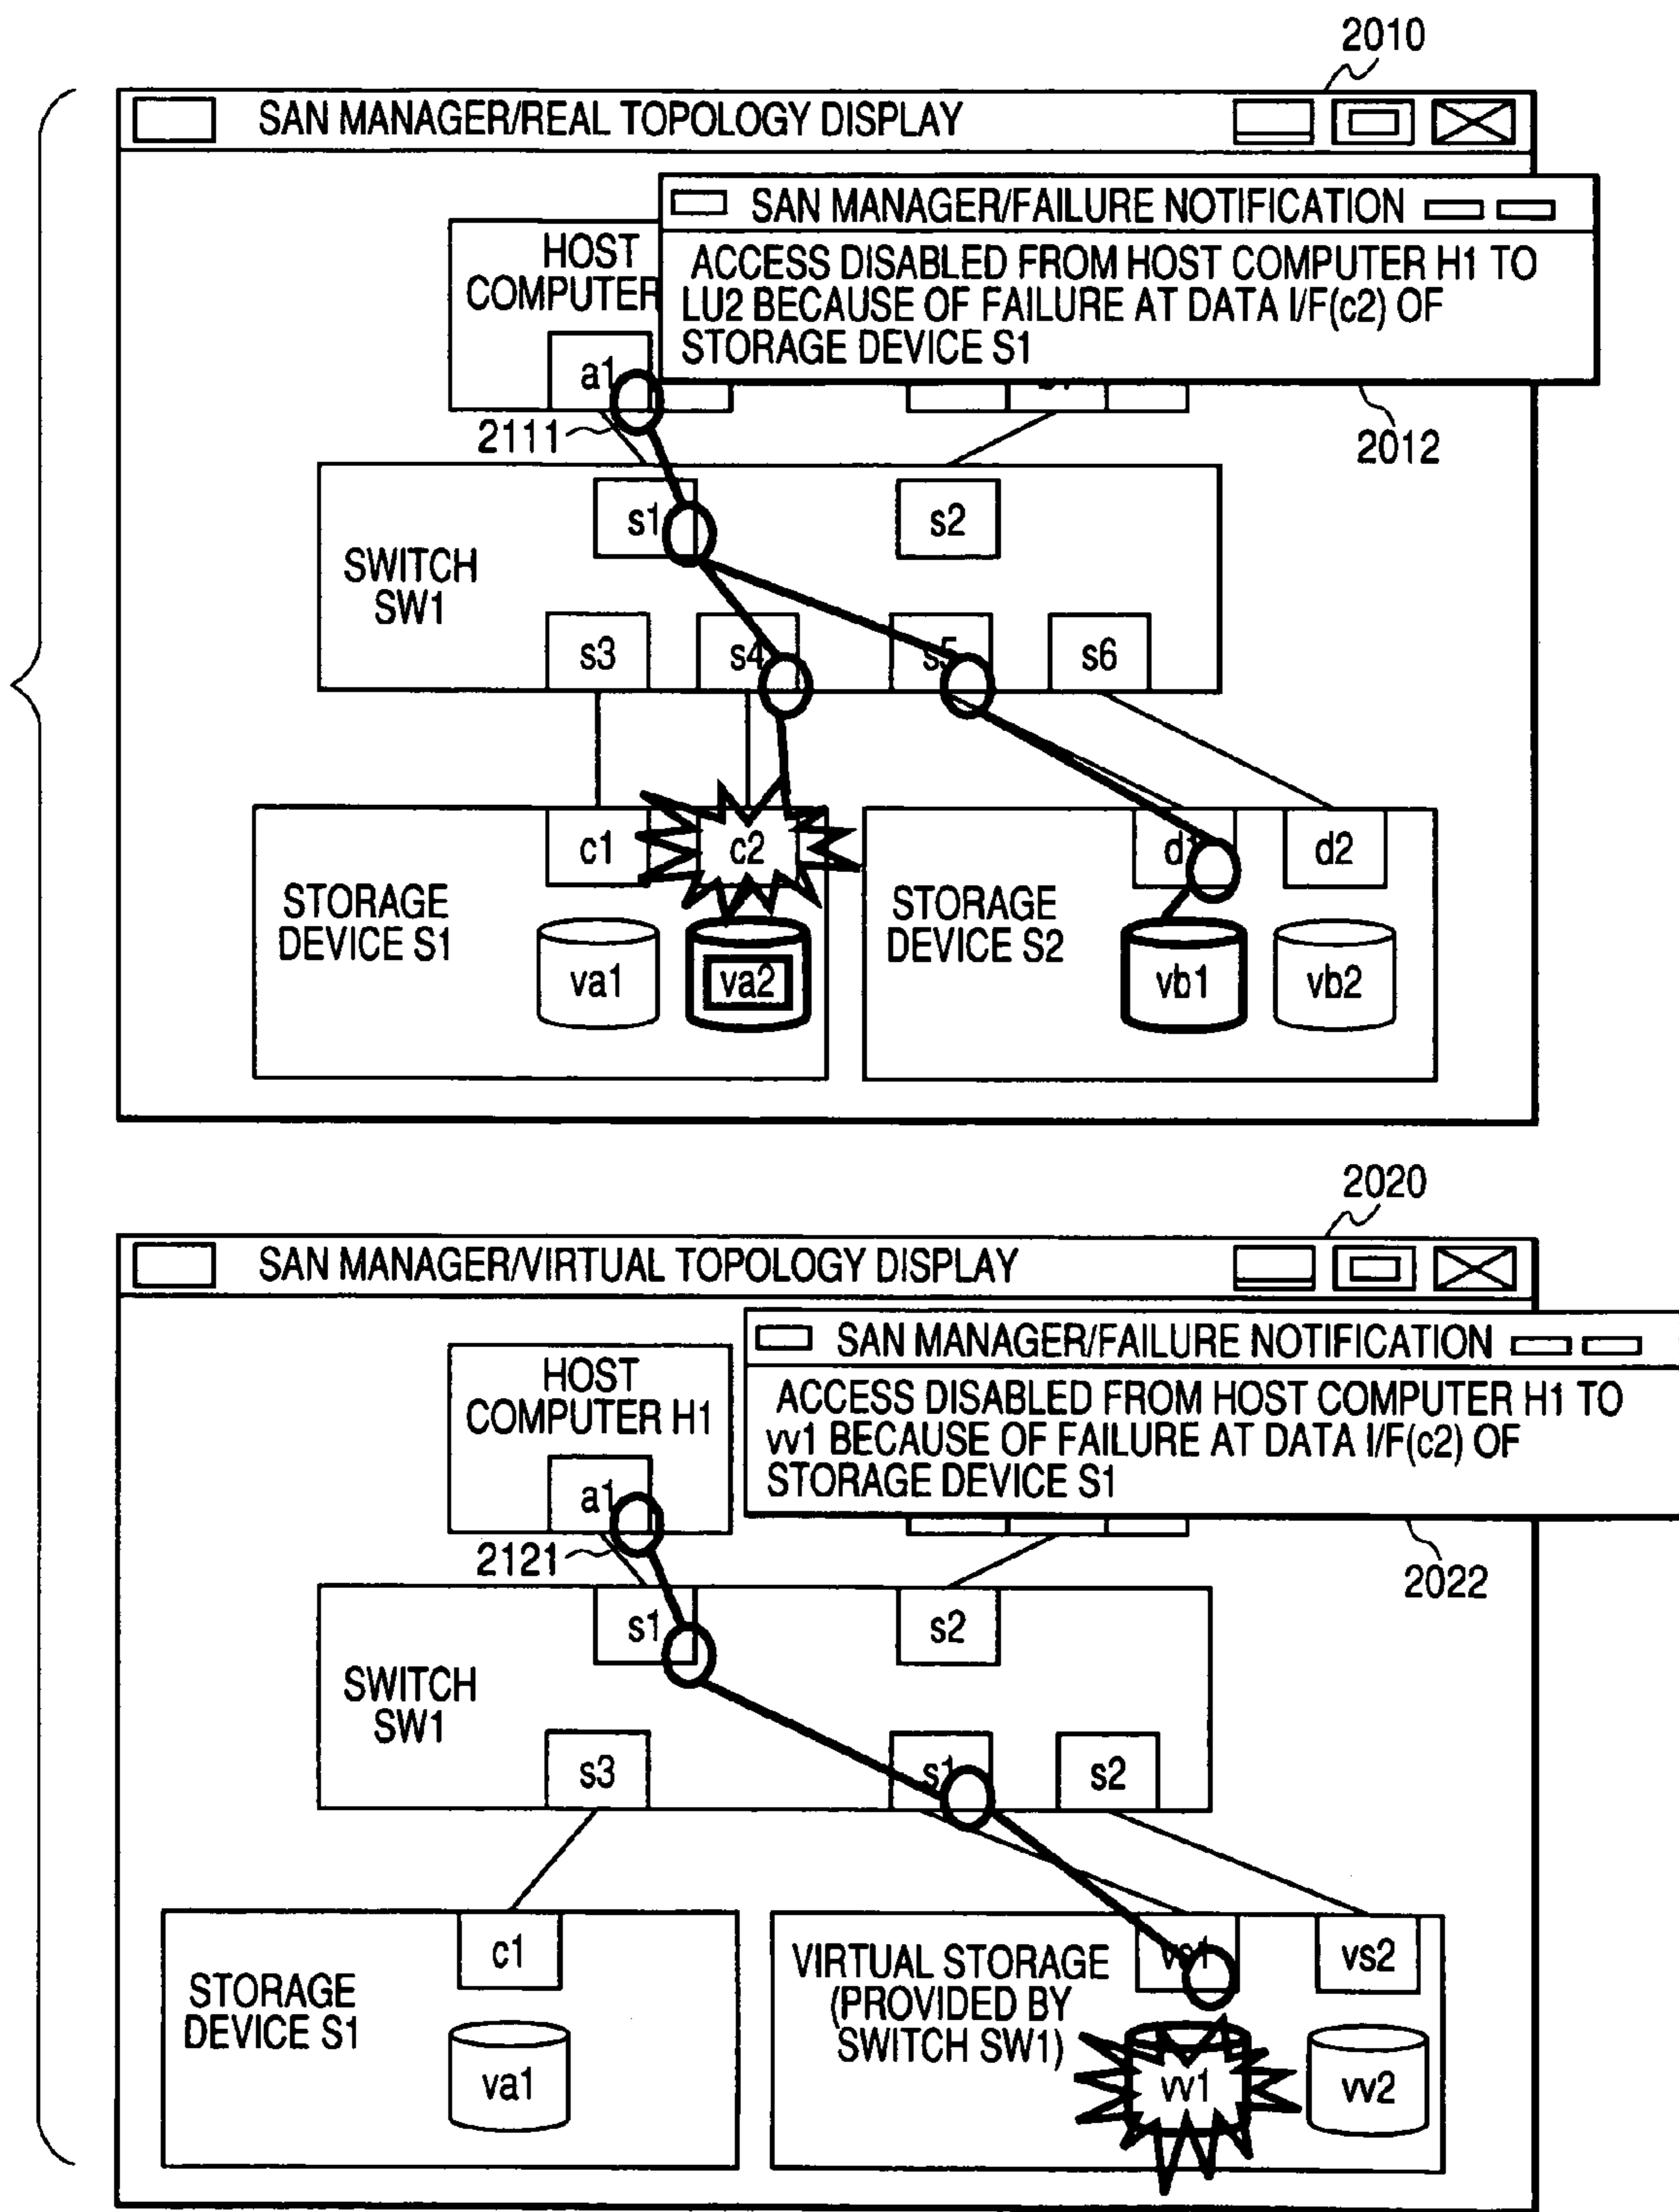 2010
SAN MANAGER/REAL TOPOLOGY DISPLAY
SAN MANAGER/FAILURE NOTIFICATION
ACCESS DISABLED FROM HOST COMPUTER H1 TO
LU2 BECAUSE OF FAILURE AT DATA I/F(c2) OF
STORAGE DEVICE S1
HOST
COMPUTER
a1
2111
2012
s1
s2
SWITCH
SW1
s3
s4
s5
s6
c1
c2
d2
STORAGE
DEVICE S1
STORAGE
DEVICE S2
va1
va2
vb1
vb2
2020
SAN MANAGER/VIRTUAL TOPOLOGY DISPLAY
SAN MANAGER/FAILURE NOTIFICATION
ACCESS DISABLED FROM HOST COMPUTER H1 TO
vv1 BECAUSE OF FAILURE AT DATA I/F(c2) OF
STORAGE DEVICE S1
HOST
COMPUTER H1
a1
2121
2022
s1
s2
SWITCH
SW1
s3
s1
s2
c1
vs1
vs2
STORAGE
DEVICE S1
VIRTUAL STORAGE
(PROVIDED BY
SWITCH SW1)
va1
vv1
vv2